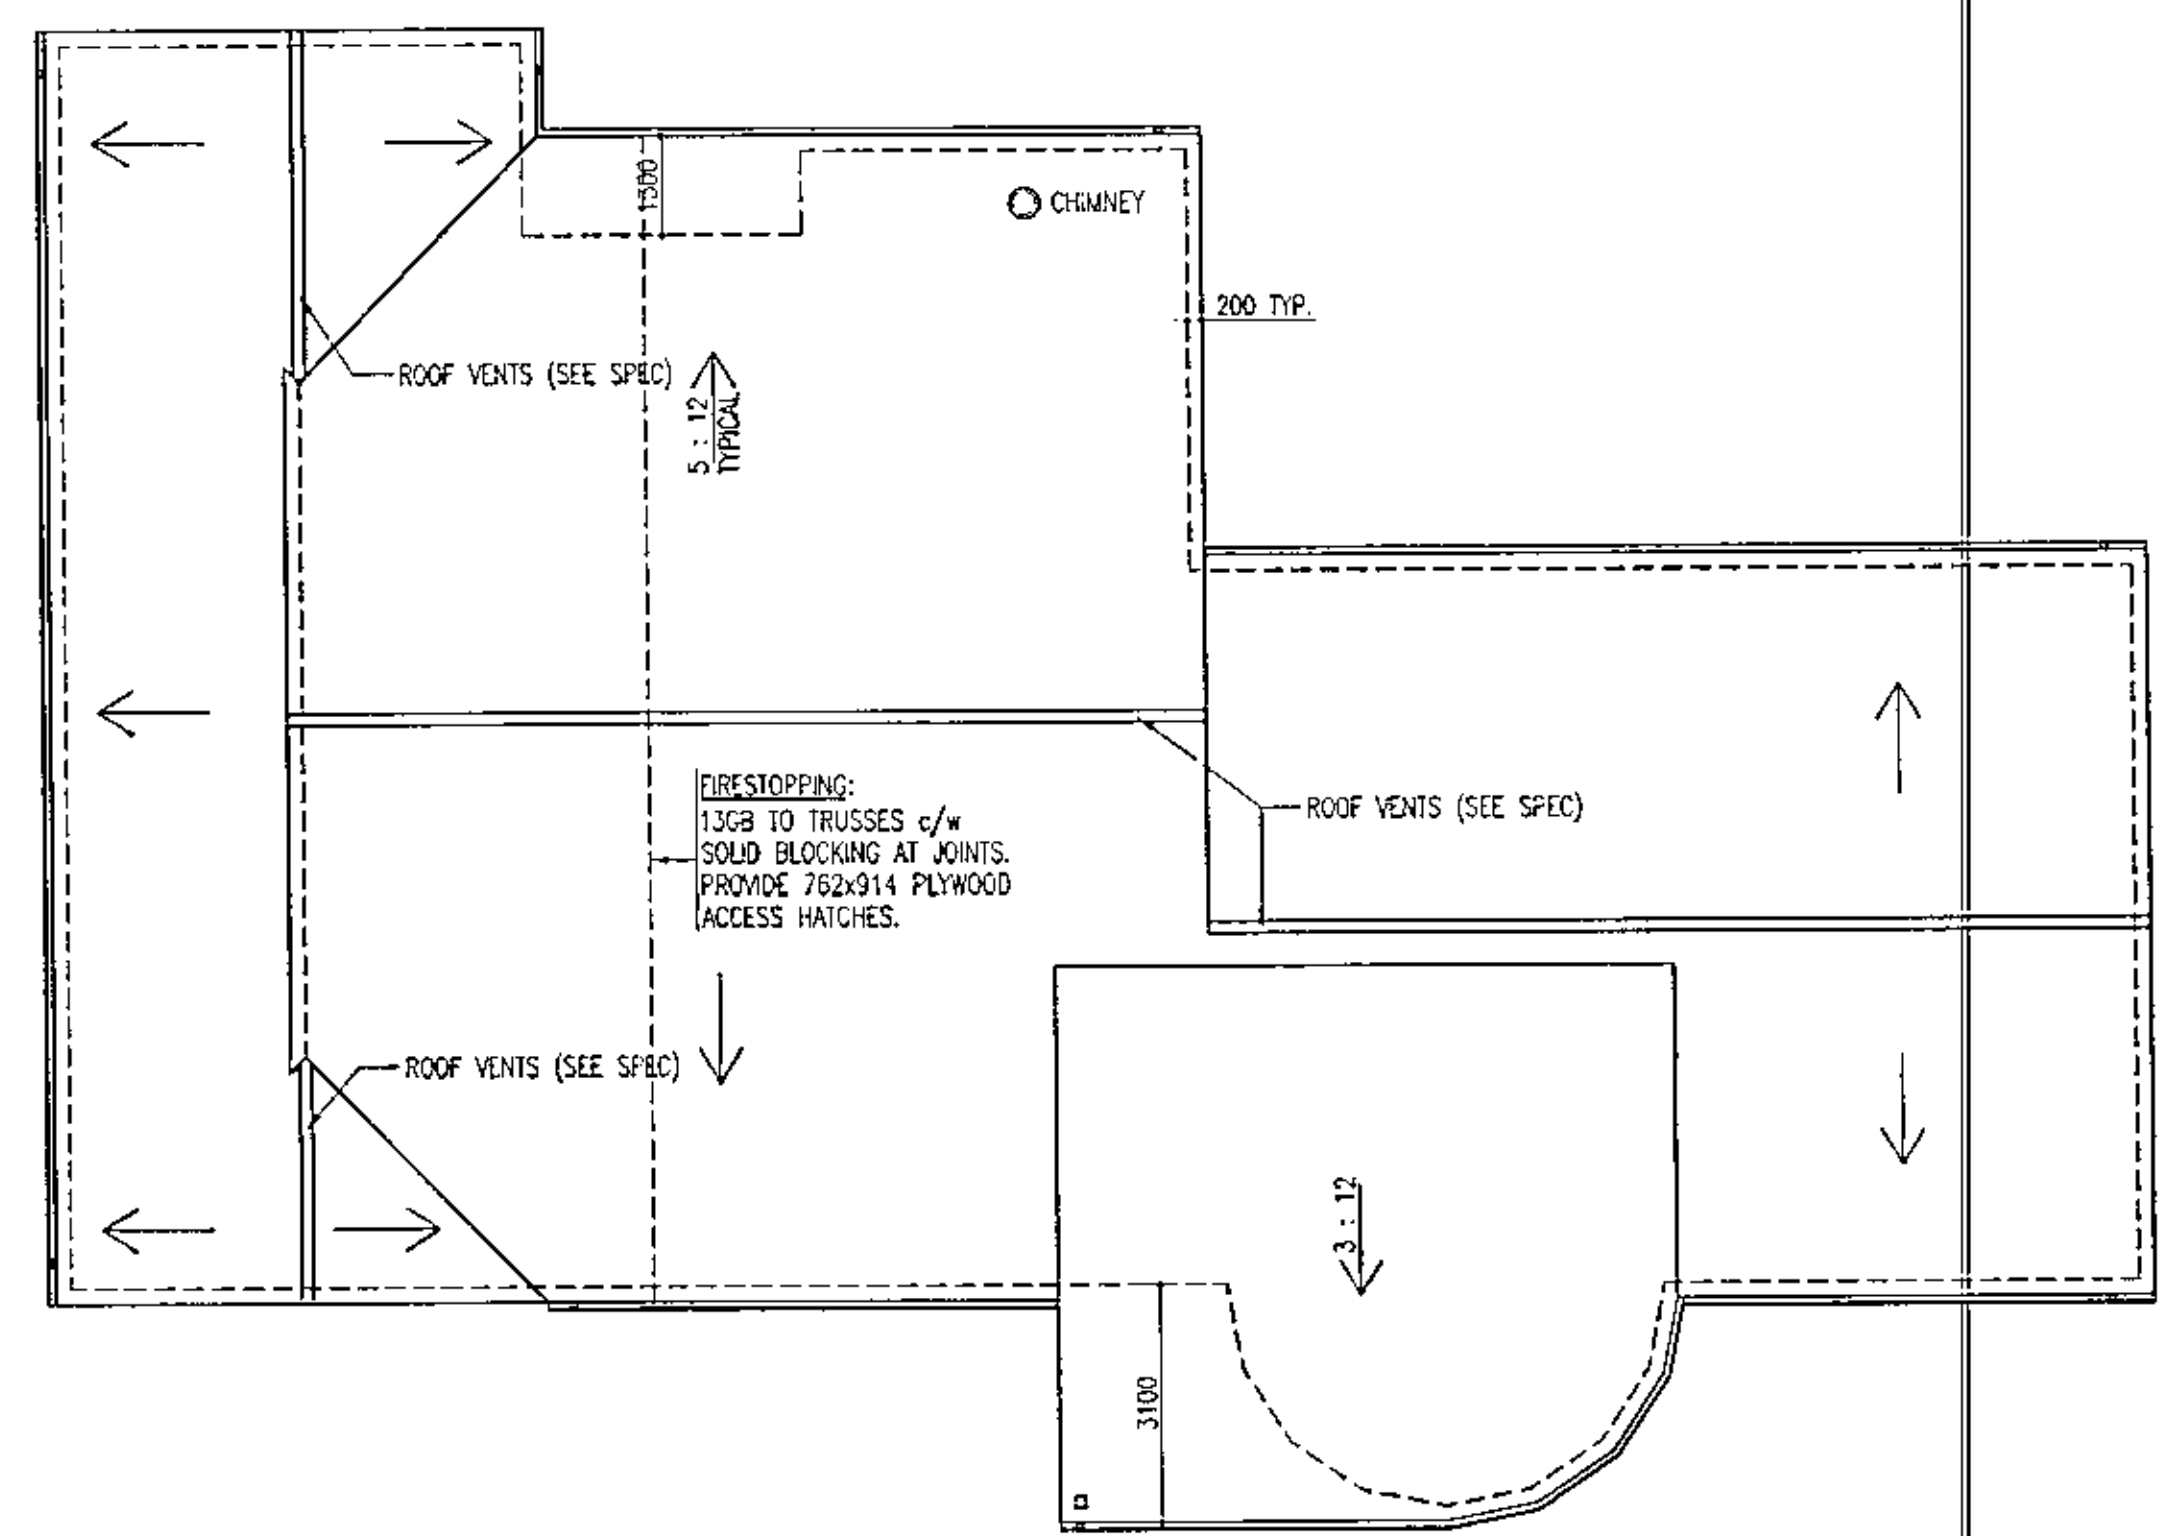 1300
CHIMNEY
200 TYP.
ROOF VENTS (SEE SPEC)
5 : 12
TYPICAL
FIRESTOPPING:
13GB TO TRUSSES c/w
SOLID BLOCKING AT JOINTS.
PROVIDE 762x914 PLYWOOD
ACCESS HATCHES.
ROOF VENTS (SEE SPEC)
ROOF VENTS (SEE SPEC)
3 : 12
3100